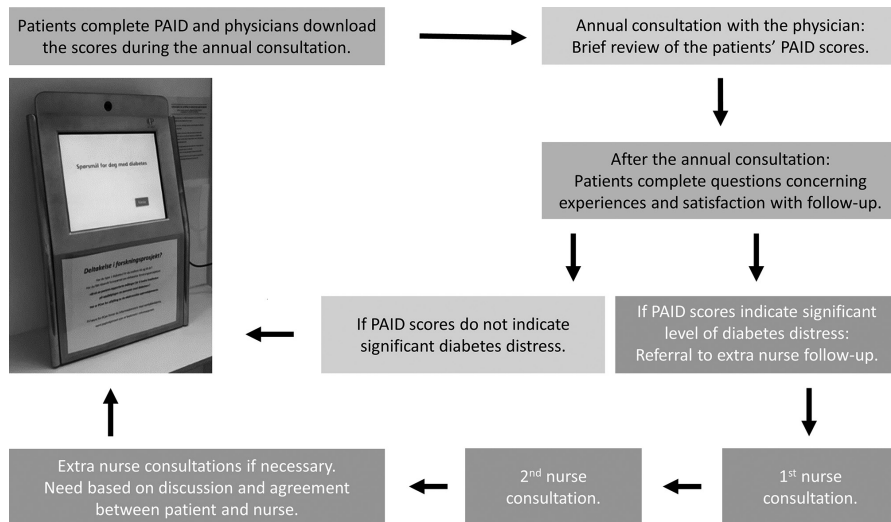 Patients complete PAID and physicians download
the scores during the annual consultation.
Annual consultation with the physician:
Brief review of the patients’ PAID scores.
After the annual consultation:
Patients complete questions concerning
experiences and satisfaction with follow-up.
Spørsmål for deg med diabetes.
Deltakelse i forskningsprosjekt?
If PAID scores do not indicate
significant diabetes distress.
If PAID scores indicate significant
level of diabetes distress:
Referral to extra nurse follow-up.
1st nurse
consultation.
2nd nurse
consultation.
Extra nurse consultations if necessary.
Need based on discussion and agreement
between patient and nurse.